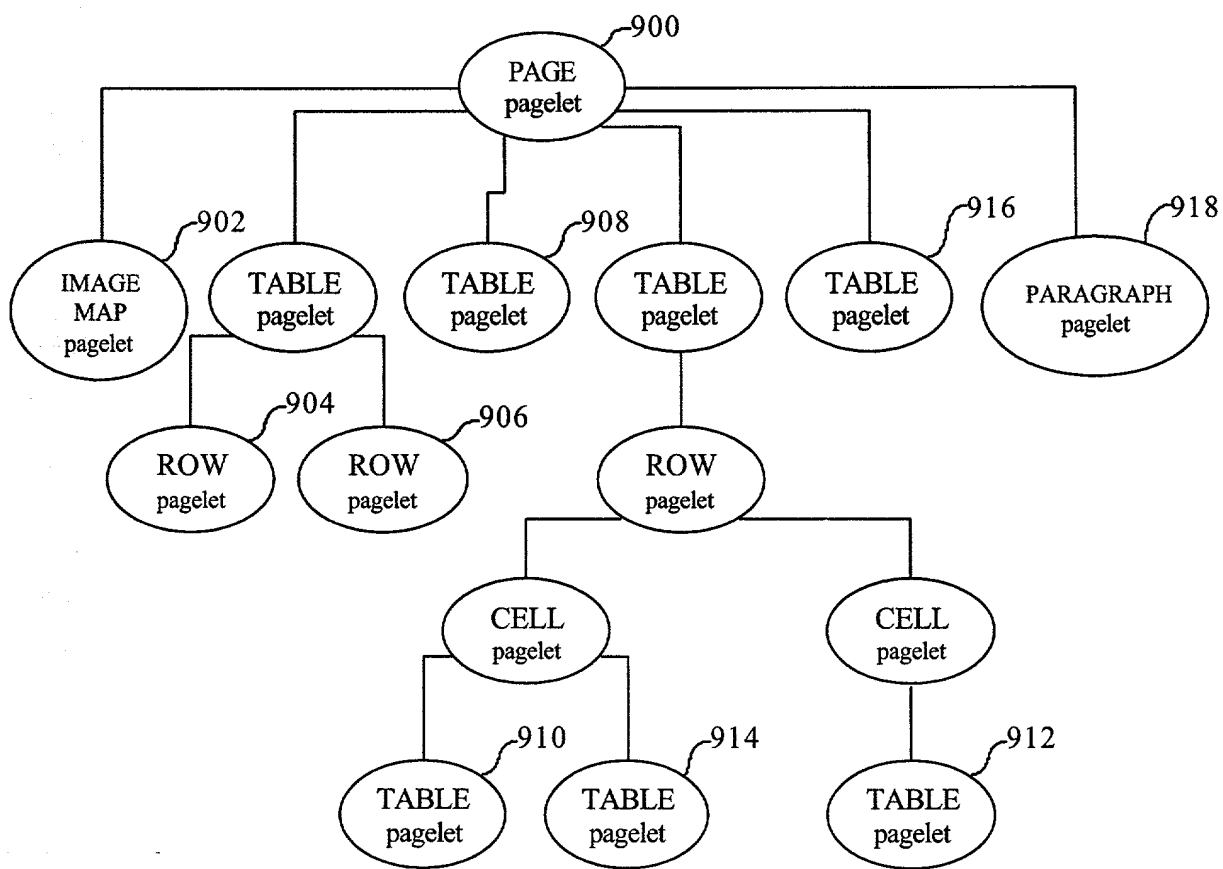 900
PAGE
pagelet
902
908
916
918
IMAGE
MAP
pagelet
TABLE
pagelet
TABLE
pagelet
TABLE
pagelet
TABLE
pagelet
PARAGRAPH
pagelet
904
906
ROW
pagelet
ROW
pagelet
ROW
pagelet
CELL
pagelet
CELL
pagelet
910
914
912
TABLE
pagelet
TABLE
pagelet
TABLE
pagelet